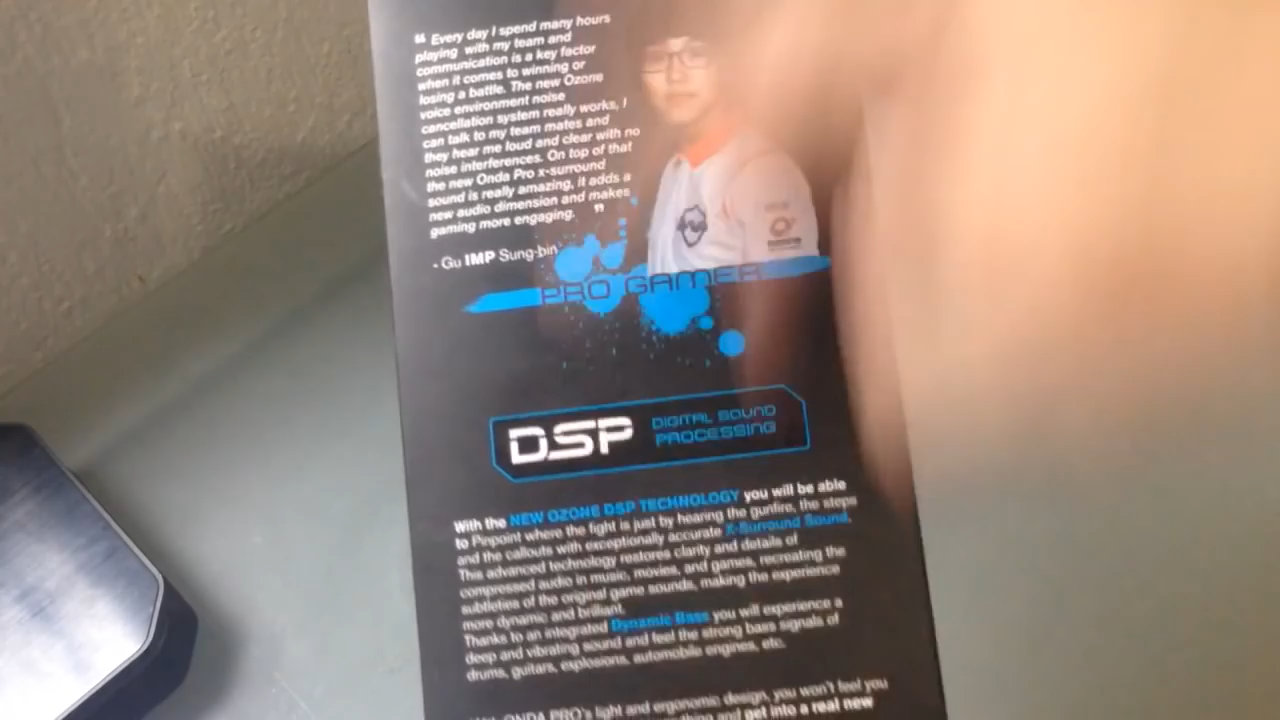 “ Every day I spend many hours
playing with my team and
communication is a key factor
when it comes to winning or
losing a battle. The new Ozone
voice environment noise
cancellation system really works, I
can talk to my team mates and
they hear me loud and clear with no
noise interferences. On top of that
the new Onda Pro x-surround
sound is really amazing, it adds a
new audio dimension and makes
gaming more engaging. ”
- Gu IMP Sung-bin
PRO GAMER
DSP DIGITAL SOUND
PROCESSING
With the NEW OZONE DSP TECHNOLOGY you will be able
to Pinpoint where the fight is just by hearing the gunfire, the steps
and the callouts with exceptionally accurate X-Surround Sound.
This advanced technology restores clarity and details of
compressed audio in music, movies, and games, recreating the
subtleties of the original game sounds, making the experience
more dynamic and brilliant.
Thanks to an integrated Dynamic Bass you will experience a
deep and vibrating sound and feel the strong bass signals of
drums, guitars, explosions, automobile engines, etc.
ONDA PRO's light and ergonomic design, you won't feel you
and get into a real new